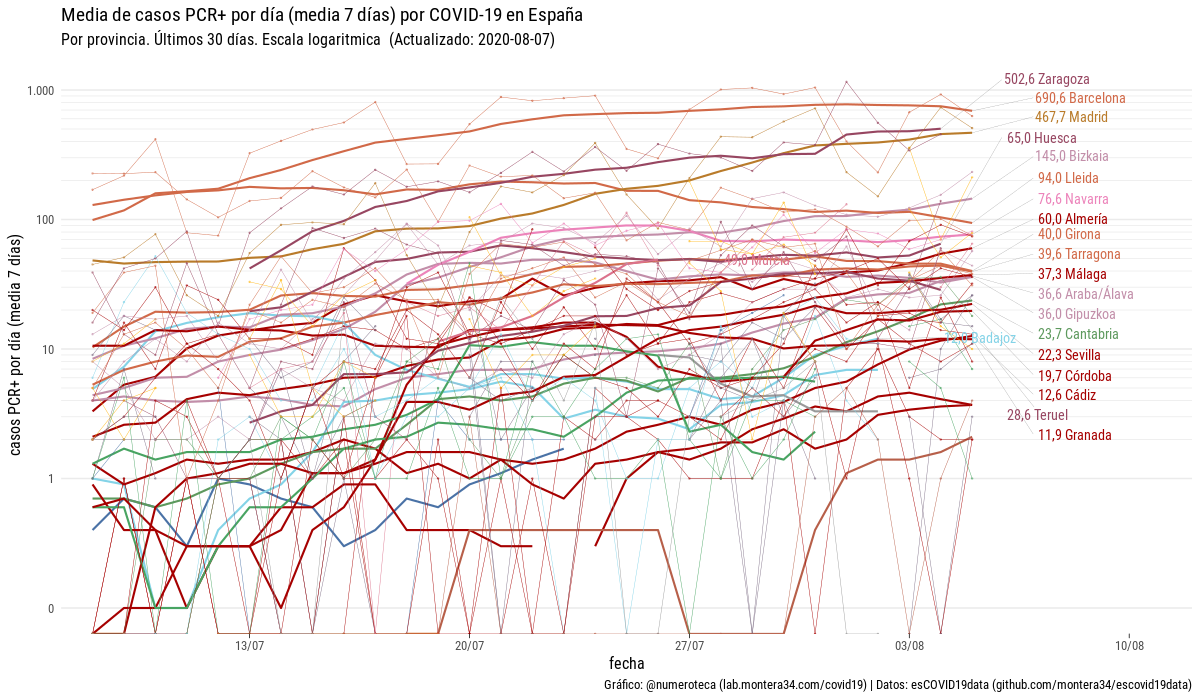 Media de casos PCR+ por día (media 7 días) por COVID-19 en España
Por provincia. Últimos 30 días. Escala logaritmica (Actualizado: 2020-08-07)
casos PCR+ por día (media 7 días)
1.000
100
10
1
0
502,6 Zaragoza
690,6 Barcelona
467,7 Madrid
65,0 Huesca
145,0 Bizkaia
94,0 Lleida
76,6 Navarra
60,0 Almería
40,0 Girona
39,6 Tarragona
49,0 Murcia
37,3 Málaga
36,6 Araba/Álava
36,0 Gipuzkoa
23,7 Cantabria
Badajoz
22,3 Sevilla
19,7 Córdoba
12,6 Cádiz
28,6 Teruel
11,9 Granada
13/07
20/07
27/07
03/08
10/08
fecha
Gráfico: @numeroteca (lab.montera34.com/covid19) | Datos: esCOVID19data (github.com/montera34/escovid19data)